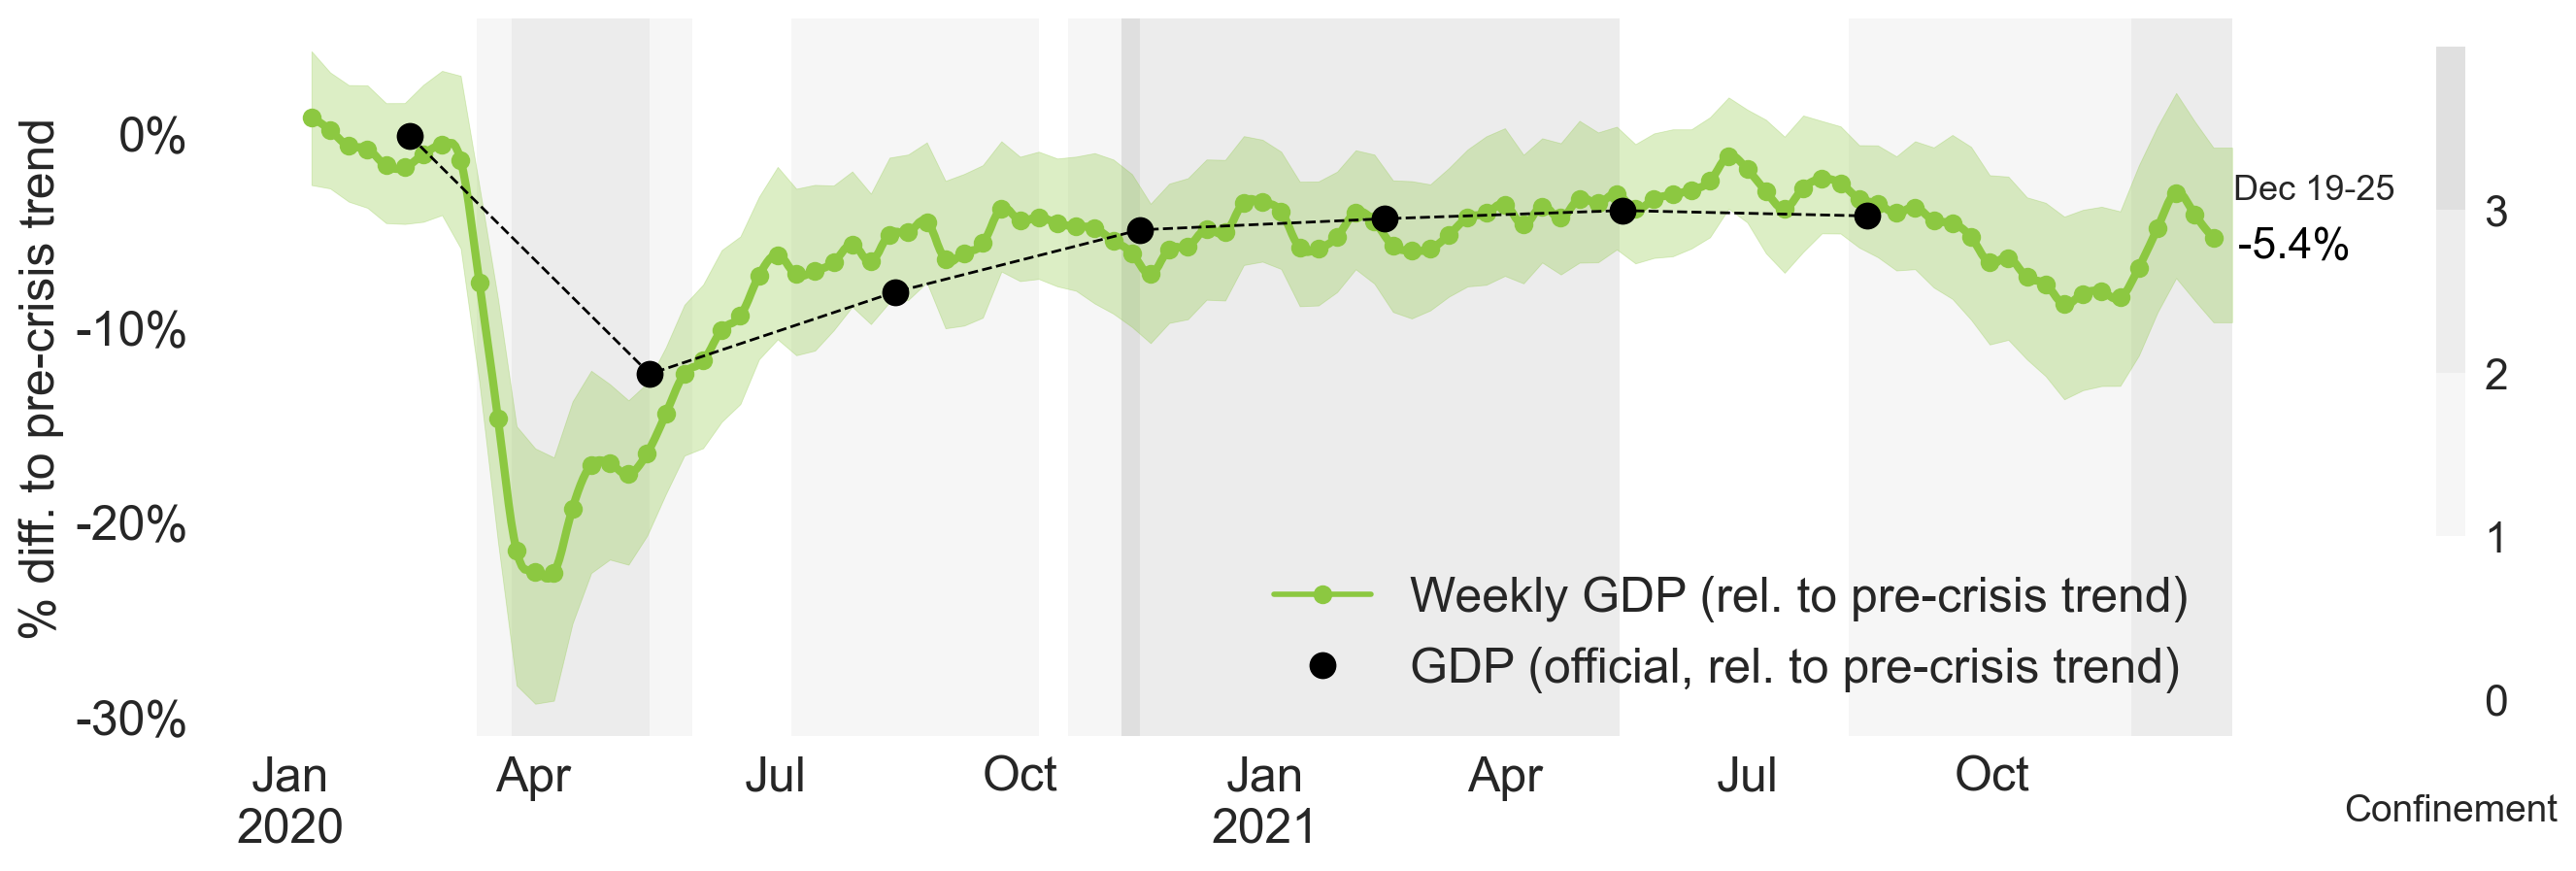 % diff. to pre-crisis trend
0%
-10%
-20%
-30%
Jan
2020
Apr
Jul
Oct
Jan
2021
Apr
Jul
Oct
Dec 19-25
-5.4%
Weekly GDP (rel. to pre-crisis trend)
GDP (official, rel. to pre-crisis trend)
3
2
1
0
Confinement